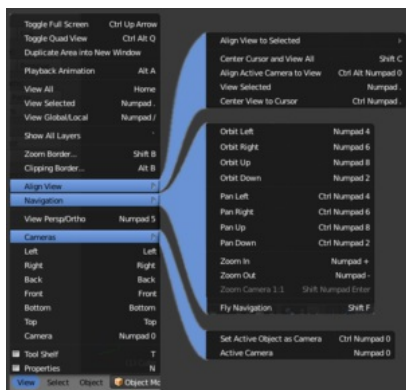 Toggle Full Screen Ctrl Up Arrow
Toggle Quad View Ctrl Alt Q
Duplicate Area into New Window
Playback Animation Alt A
View All Home
View Selected Numpad .
View Global/Local Numpad /
Show All Layers
Zoom Border... Shift B
Clipping Border... Alt B
Align View
Navigation
View Persp/Ortho Numpad 5
Cameras
Left Left
Right Right
Back Back
Front Front
Bottom Bottom
Top Top
Camera Numpad 0
Tool Shelf T
Properties N
View Select Object Object Mo
Align View to Selected
Center Cursor and View All Shift C
Align Active Camera to View Ctrl Alt Numpad 0
View Selected Numpad .
Center View to Cursor Ctrl Numpad .
Orbit Left Numpad 4
Orbit Right Numpad 6
Orbit Up Numpad 8
Orbit Down Numpad 2
Pan Left Ctrl Numpad 4
Pan Right Ctrl Numpad 6
Pan Up Ctrl Numpad 8
Pan Down Ctrl Numpad 2
Zoom In Numpad +
Zoom Out Numpad -
Zoom Camera 1:1 Shift Numpad Enter
Fly Navigation Shift F
Set Active Object as Camera Ctrl Numpad 0
Active Camera Numpad 0